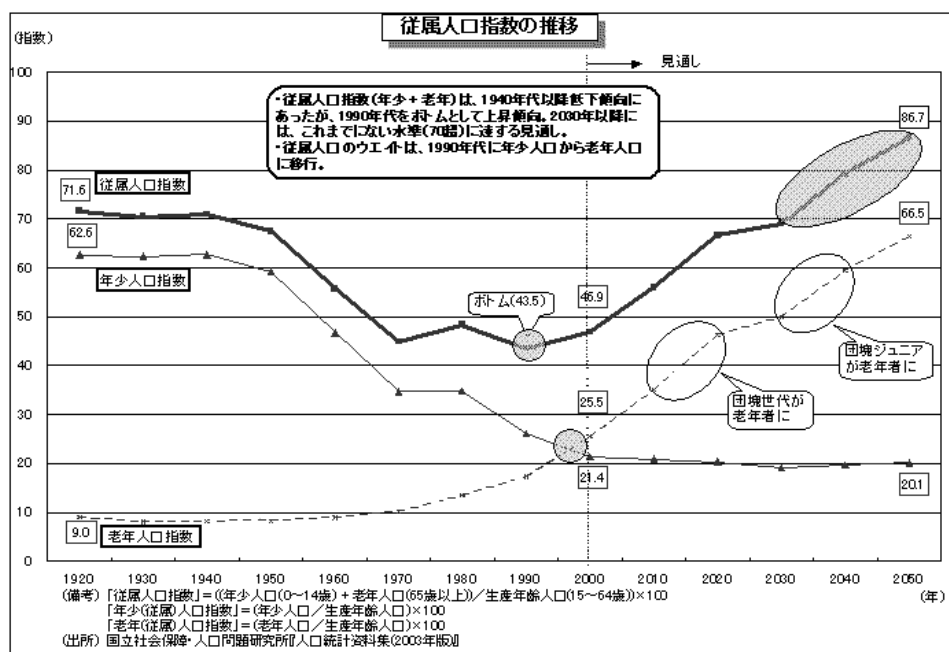 従属人口指数の推移
(指数)
見通し
100
90
80
70
60
50
40
30
20
10
0
・従属人口指数(年少+老年)は、1940年代以降低下傾向に
あったが、1990年代をボトムとして上昇傾向。2030年以降に
は、これまでにない水準(70超)に達する見通し。
・従属人口のウエイトは、1990年代に年少人口から老年人口
に移行。
86.7
71.6
従属人口指数
62.6
66.5
年少人口指数
ボトム(43.5)
46.9
団塊ジュニア
が老年者に
団塊世代が
老年者に
25.5
21.4
20.1
9.0
老年人口指数
1920 1930 1940 1950 1960 1970 1980 1990 2000 2010 2020 2030 2040 2050
(年)
(備考) 「従属人口指数」=((年少人口(0~14歳)+老年人口(65歳以上))/生産年齢人口(15~64歳))×100
「年少(従属)人口指数」=(年少人口/生産年齢人口)×100
「老年(従属)人口指数」=(老年人口/生産年齢人口)×100
(出所) 国立社会保障・人口問題研究所『人口統計資料集(2003年版)』